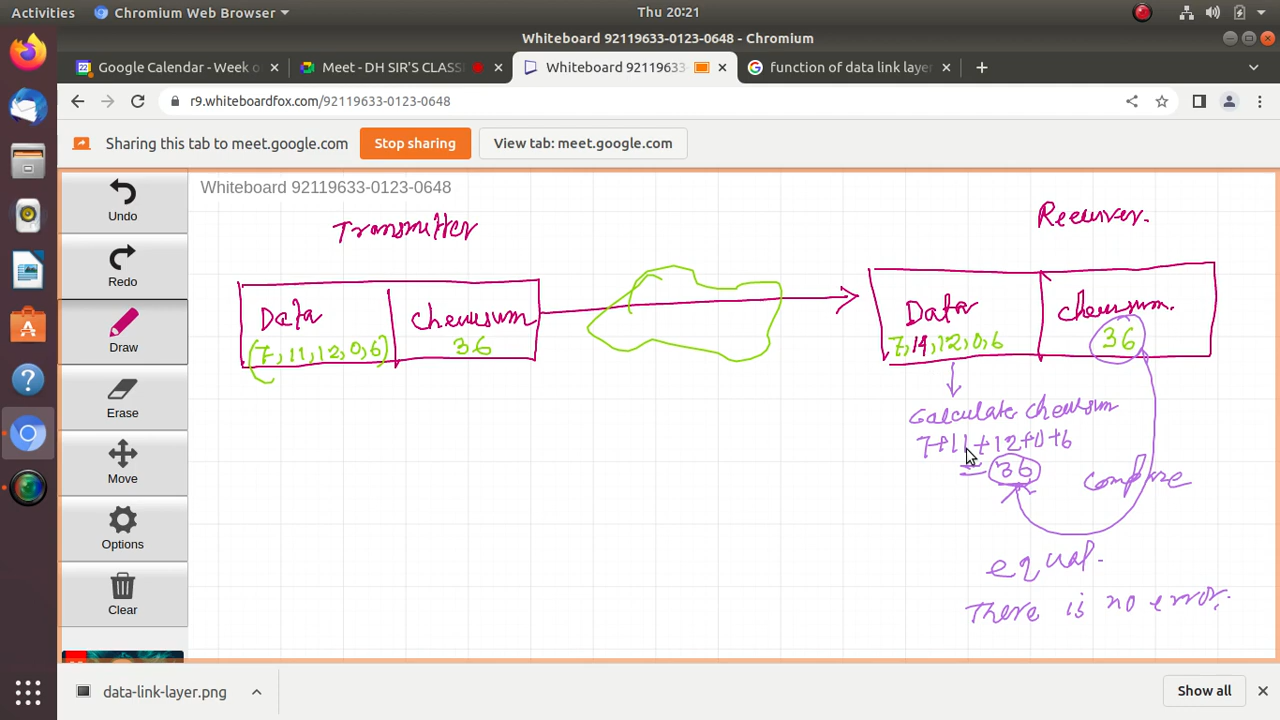 Activities
Chromium Web Browser
Thu 20:21
Whiteboard 92119633-0123-0648 - Chromium
22
Google Calendar - Week o
Meet - DH SIR'S CLASS
Whiteboard 92119633
function of data link laye
r9.whiteboardfox.com/92119633-0123-0648
Sharing this tab to meet.google.com
Stop sharing
View tab: meet.google.com
Whiteboard 92119633-0123-0648
Undo
Redo
Draw
Erase
Move
Options
Clear
Transmitter
Data
(7, 11, 12, 0, 6)
checksum
36
Reciever.
Data
7, 14, 12, 0, 6
checksum.
36
Calculate checksum
7+11+12+0+6
= 36
compare
equal.
There is no error.
data-link-layer.png
Show all